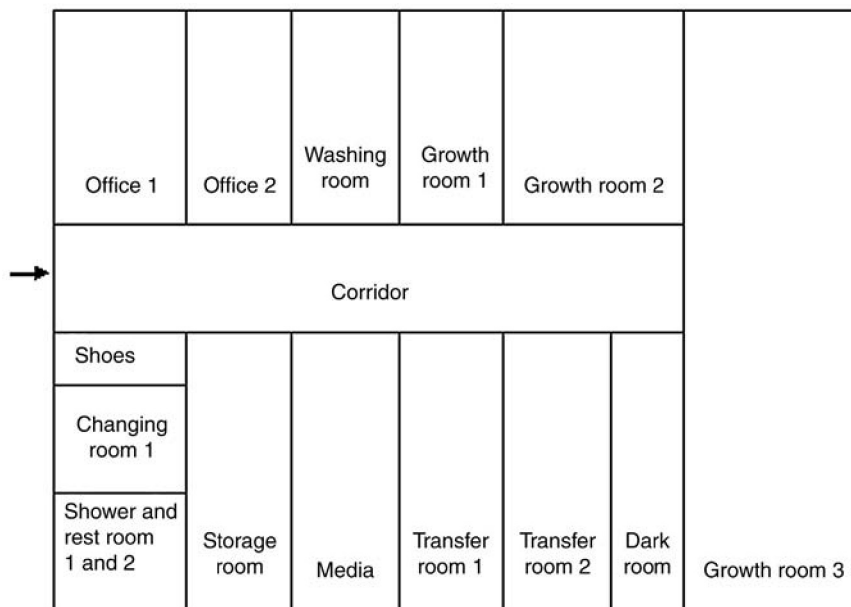 Office 1
Office 2
Washing
room
Growth
room 1
Growth room 2
Corridor
Shoes
Changing
room 1
Shower and
rest room
1 and 2
Storage
room
Media
Transfer
room 1
Transfer
room 2
Dark
room
Growth room 3